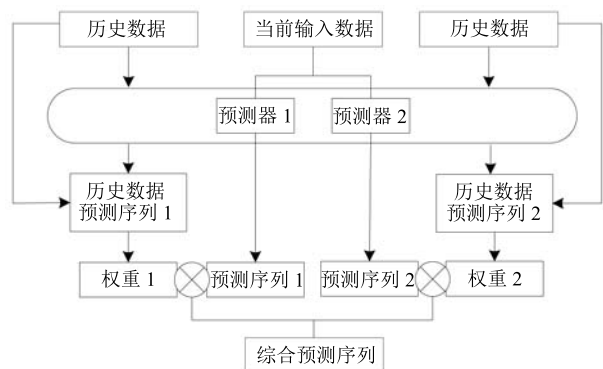 历史数据
当前输入数据
历史数据
预测器 1
预测器 2
历史数据
预测序列 1
历史数据
预测序列 2
权重 1
预测序列 1
预测序列 2
权重 2
综合预测序列